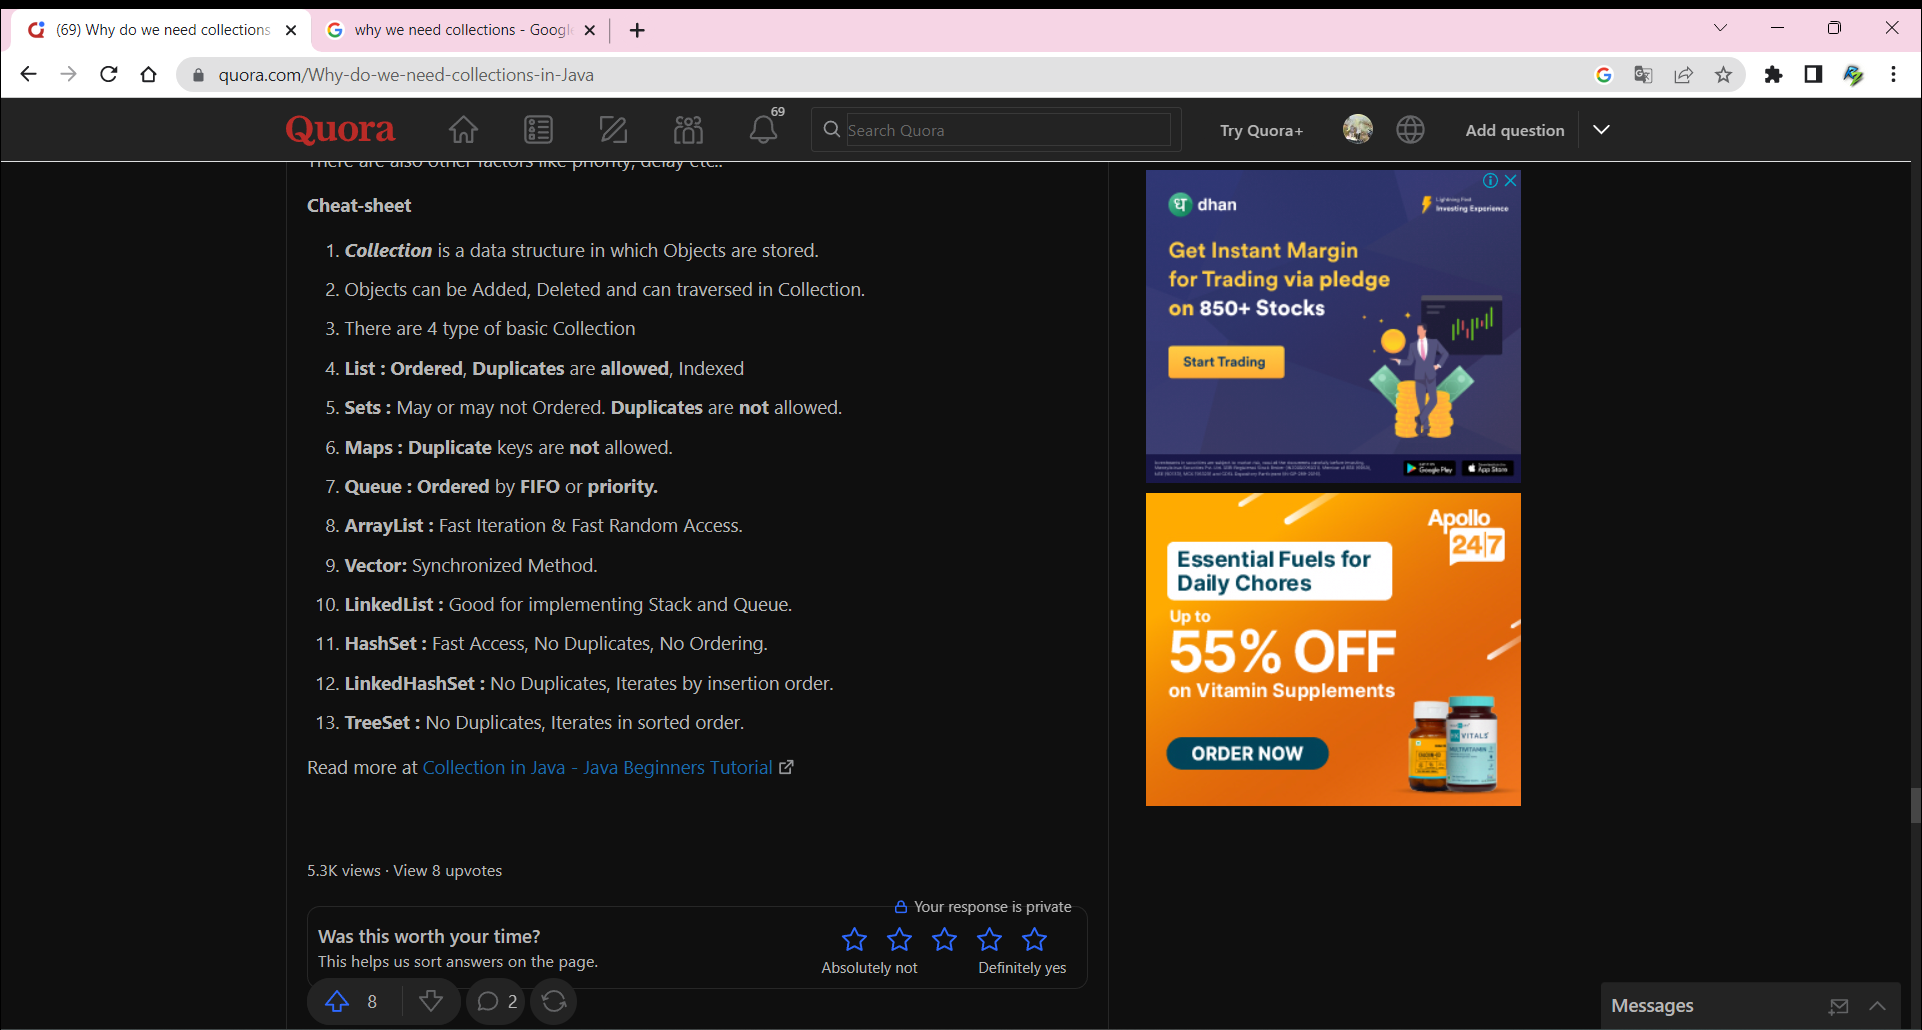 (69) Why do we need collections
why we need collections - Googl
quora.com/Why-do-we-need-collections-in-Java
Quora
69
Search Quora
Try Quora+
Add question
There are also other factors like priority, delay etc..
Cheat-sheet
1. Collection is a data structure in which Objects are stored.
2. Objects can be Added, Deleted and can traversed in Collection.
3. There are 4 type of basic Collection
4. List : Ordered, Duplicates are allowed, Indexed
5. Sets : May or may not Ordered. Duplicates are not allowed.
6. Maps : Duplicate keys are not allowed.
7. Queue : Ordered by FIFO or priority.
8. ArrayList : Fast Iteration & Fast Random Access.
9. Vector: Synchronized Method.
10. LinkedList : Good for implementing Stack and Queue.
11. HashSet : Fast Access, No Duplicates, No Ordering.
12. LinkedHashSet : No Duplicates, Iterates by insertion order.
13. TreeSet : No Duplicates, Iterates in sorted order.
Read more at Collection in Java - Java Beginners Tutorial
5.3K views · View 8 upvotes
Your response is private
Was this worth your time?
This helps us sort answers on the page.
Absolutely not
Definitely yes
8
2
ध dhan
Lightning Fast
Investing Experience
Get Instant Margin
for Trading via pledge
on 850+ Stocks
Start Trading
Google Play
App Store
Apollo
24|7
Essential Fuels for
Daily Chores
Up to
55% OFF
on Vitamin Supplements
VITALS
MULTIVITAMIN
ORDER NOW
Messages